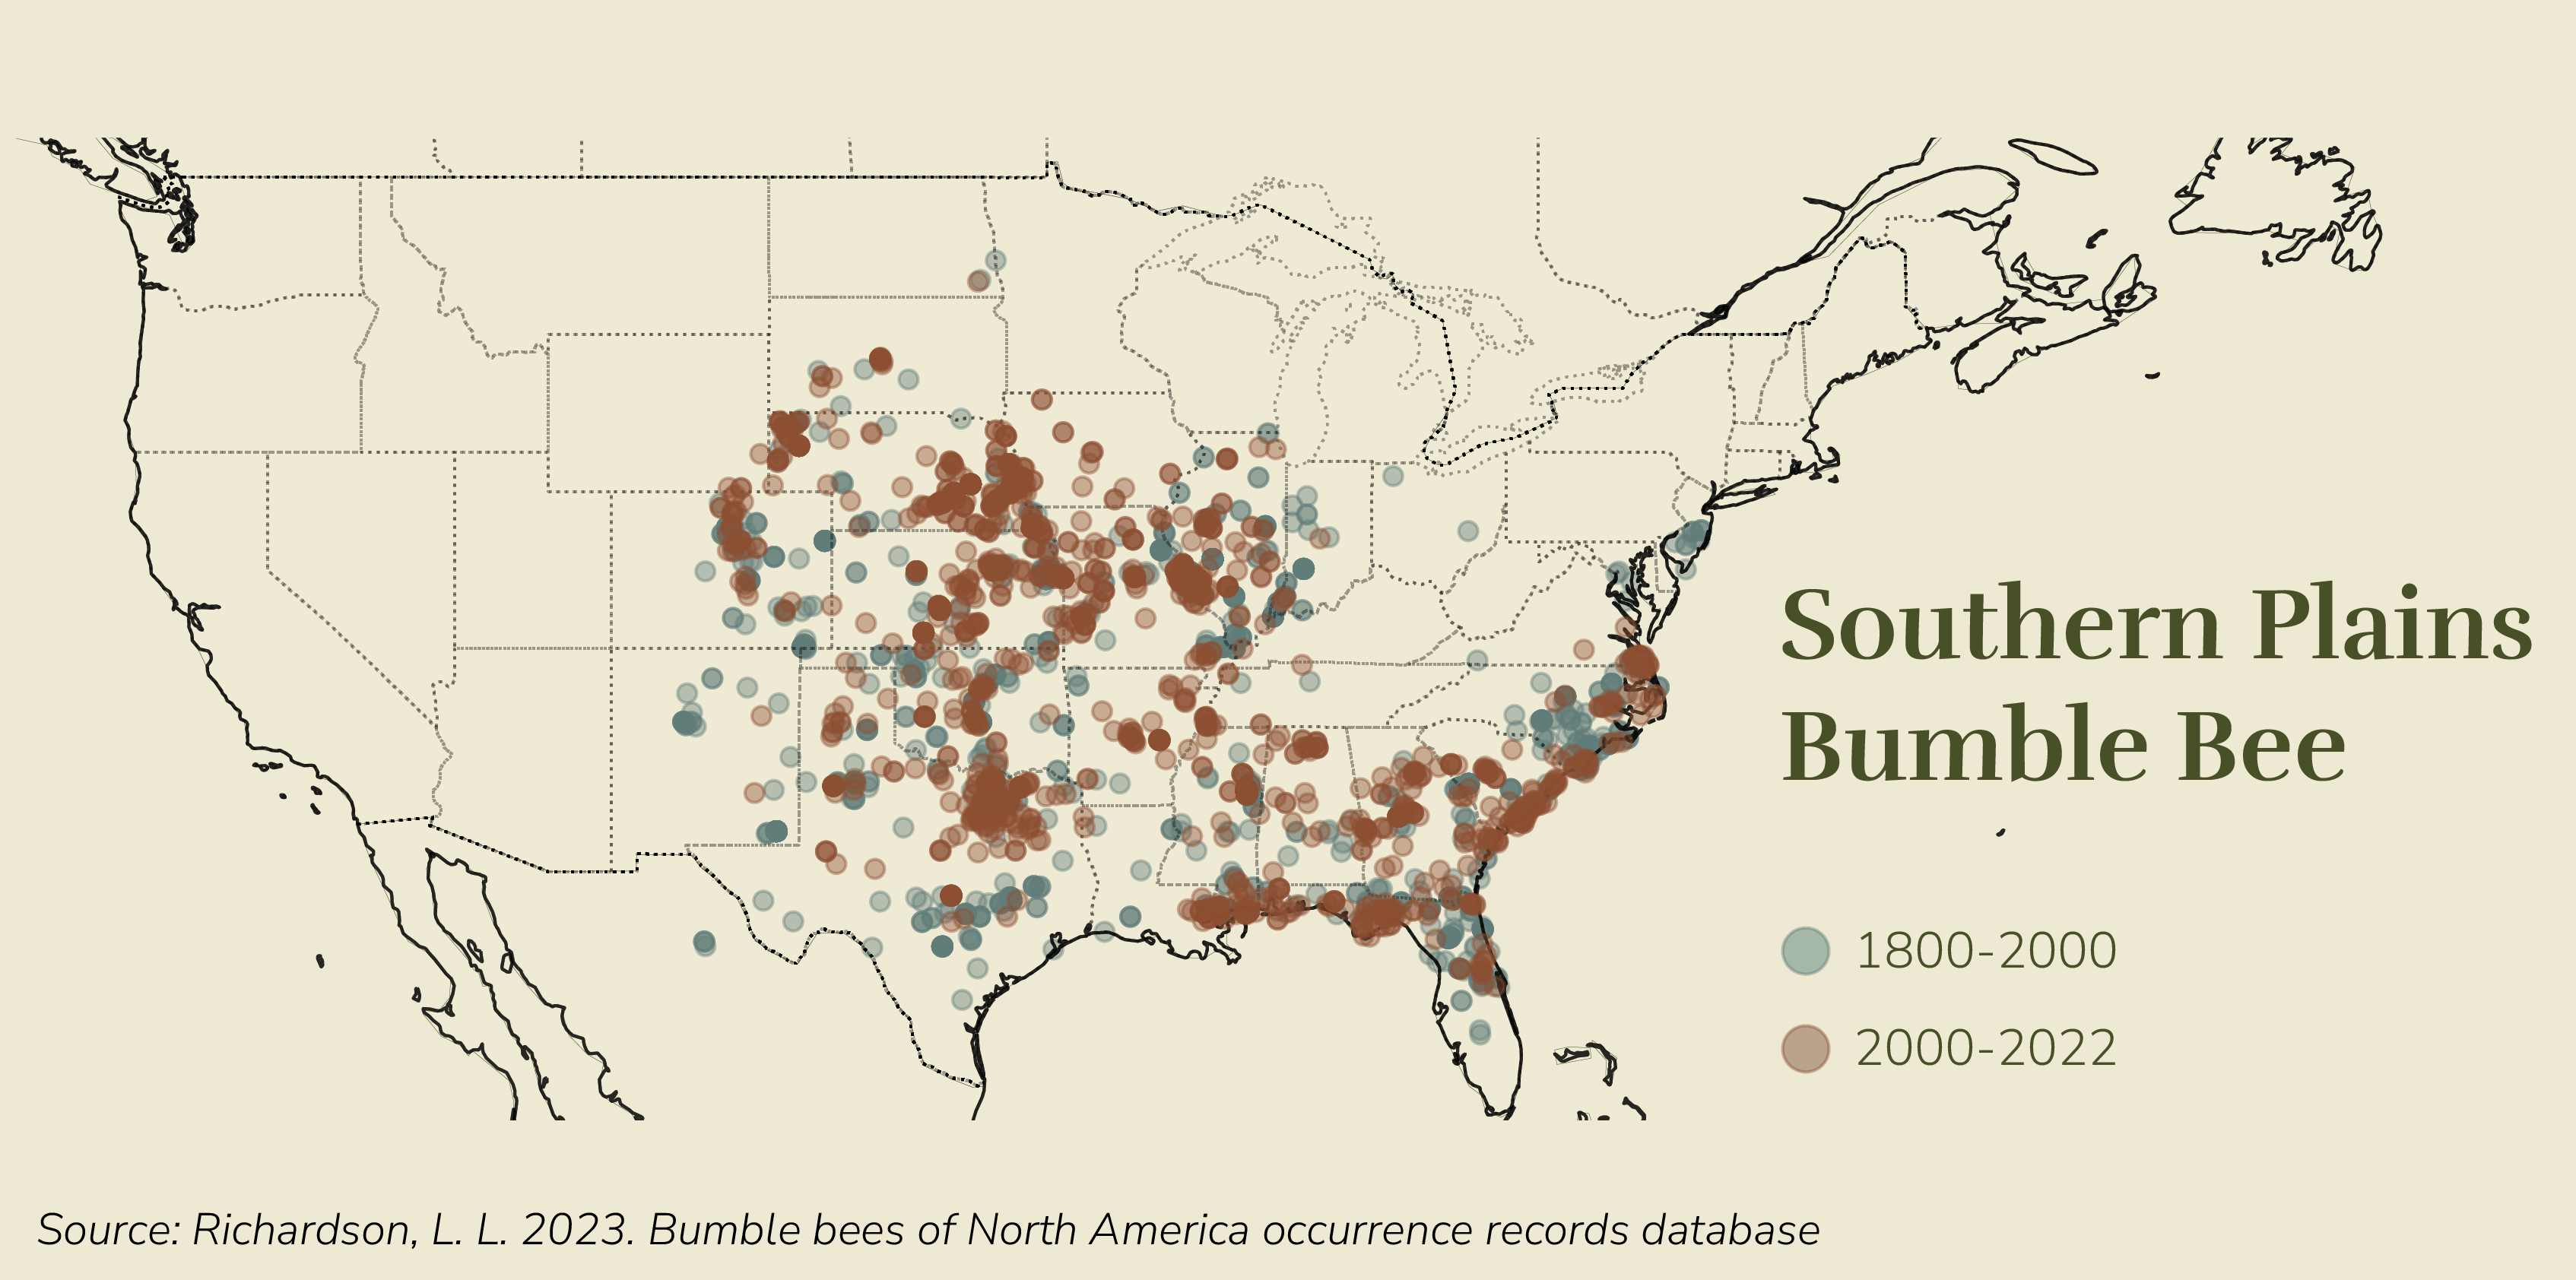 Southern Plains
Bumble Bee
1800-2000
2000-2022
Source: Richardson, L. L. 2023. Bumble bees of North America occurrence records database